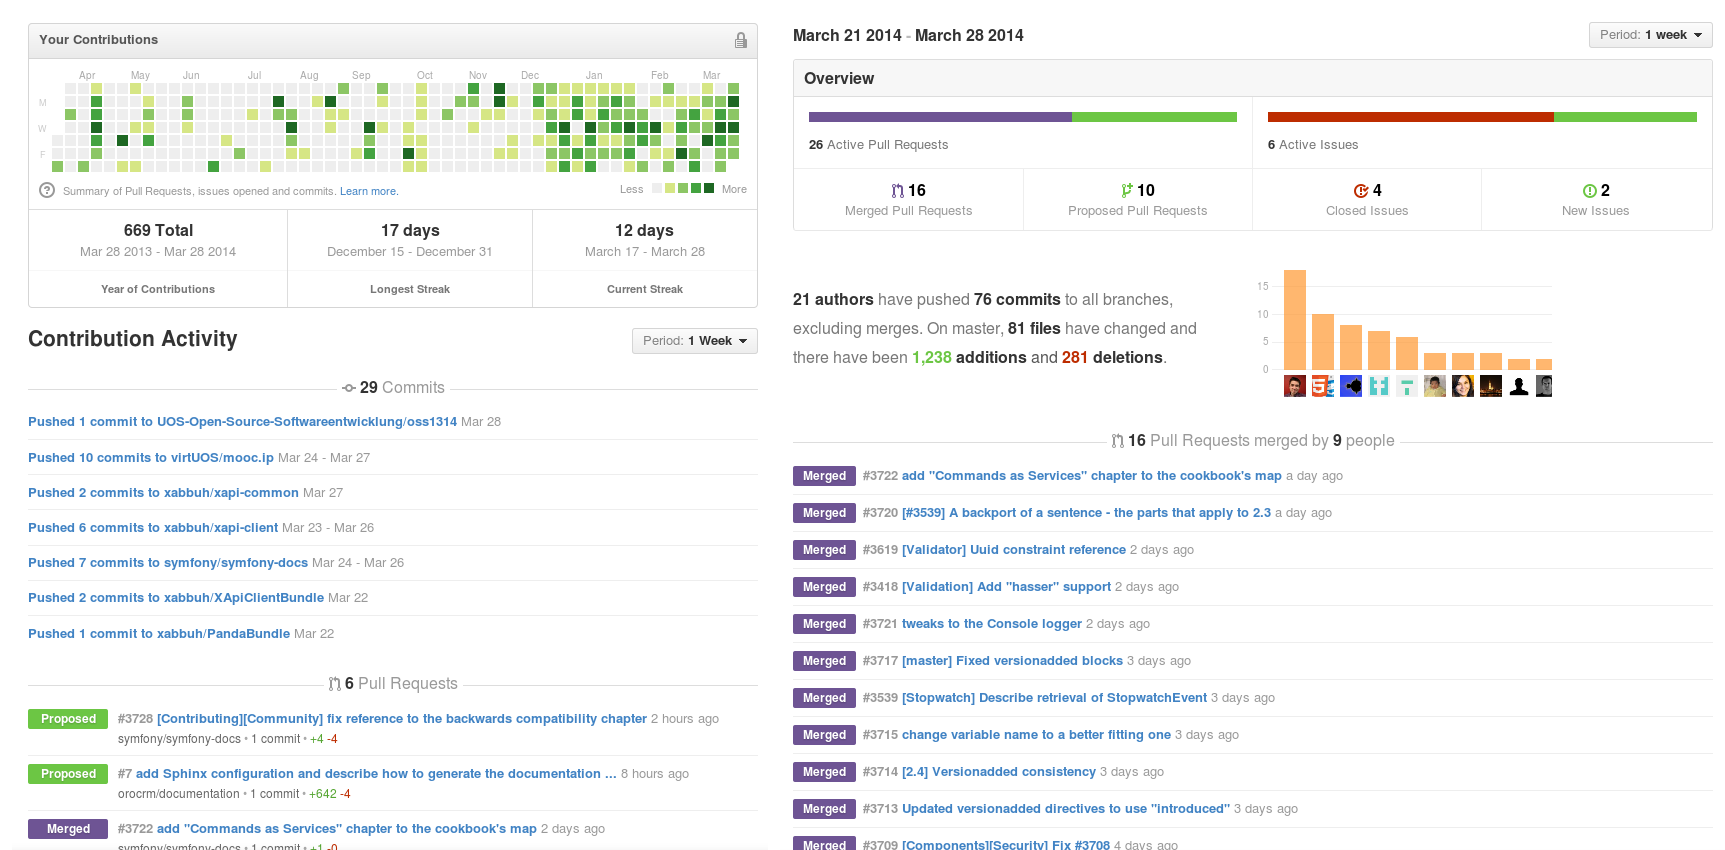 Your Contributions
Apr May Jun Jul Aug Sep Oct Nov Dec Jan Feb Mar
M
W
F
? Summary of Pull Requests, issues opened and commits. Learn more.
Less More
669 Total
Mar 28 2013 - Mar 28 2014
Year of Contributions
17 days
December 15 - December 31
Longest Streak
12 days
March 17 - March 28
Current Streak
Contribution Activity
Period: 1 Week
29 Commits
Pushed 1 commit to UOS-Open-Source-Softwareentwicklung/oss1314 Mar 28
Pushed 10 commits to virtUOS/mooc.ip Mar 24 - Mar 27
Pushed 2 commits to xabbuh/xapi-common Mar 27
Pushed 6 commits to xabbuh/xapi-client Mar 23 - Mar 26
Pushed 7 commits to symfony/symfony-docs Mar 24 - Mar 26
Pushed 2 commits to xabbuh/XApiClientBundle Mar 22
Pushed 1 commit to xabbuh/PandaBundle Mar 22
6 Pull Requests
Proposed #3728 [Contributing][Community] fix reference to the backwards compatibility chapter 2 hours ago
symfony/symfony-docs • 1 commit • +4 -4
Proposed #7 add Sphinx configuration and describe how to generate the documentation ... 8 hours ago
orocrm/documentation • 1 commit • +642 -4
Merged #3722 add "Commands as Services" chapter to the cookbook's map 2 days ago
symfony/symfony-docs • 1 commit • +1 -0
March 21 2014 - March 28 2014
Period: 1 week
Overview
26 Active Pull Requests
6 Active Issues
16
Merged Pull Requests
10
Proposed Pull Requests
4
Closed Issues
2
New Issues
21 authors have pushed 76 commits to all branches,
excluding merges. On master, 81 files have changed and
there have been 1,238 additions and 281 deletions.
15
10
5
0
16 Pull Requests merged by 9 people
Merged #3722 add "Commands as Services" chapter to the cookbook's map a day ago
Merged #3720 [#3539] A backport of a sentence - the parts that apply to 2.3 a day ago
Merged #3619 [Validator] Uuid constraint reference 2 days ago
Merged #3418 [Validation] Add "hasser" support 2 days ago
Merged #3721 tweaks to the Console logger 2 days ago
Merged #3717 [master] Fixed versionadded blocks 3 days ago
Merged #3539 [Stopwatch] Describe retrieval of StopwatchEvent 3 days ago
Merged #3715 change variable name to a better fitting one 3 days ago
Merged #3714 [2.4] Versionadded consistency 3 days ago
Merged #3713 Updated versionadded directives to use "introduced" 3 days ago
Merged #3709 [Components][Security] Fix #3708 4 days ago